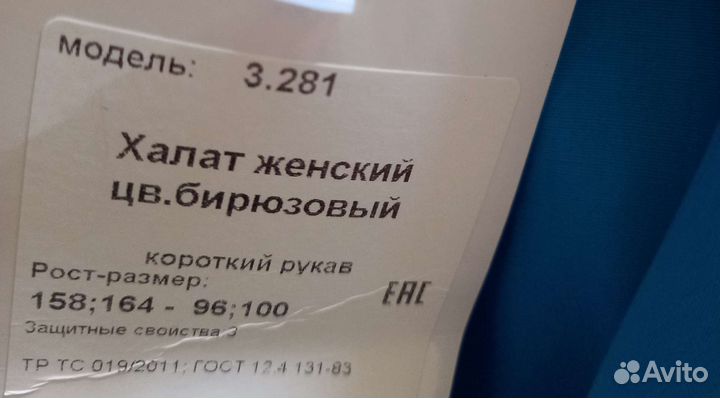 модель: 3.281
Халат женский
цв.бирюзовый
короткий рукав
Рост-размер:
158;164 - 96;100
EAC
Защитные свойства З
ТР ТС 019/2011; ГОСТ 12.4 131-83
Avito